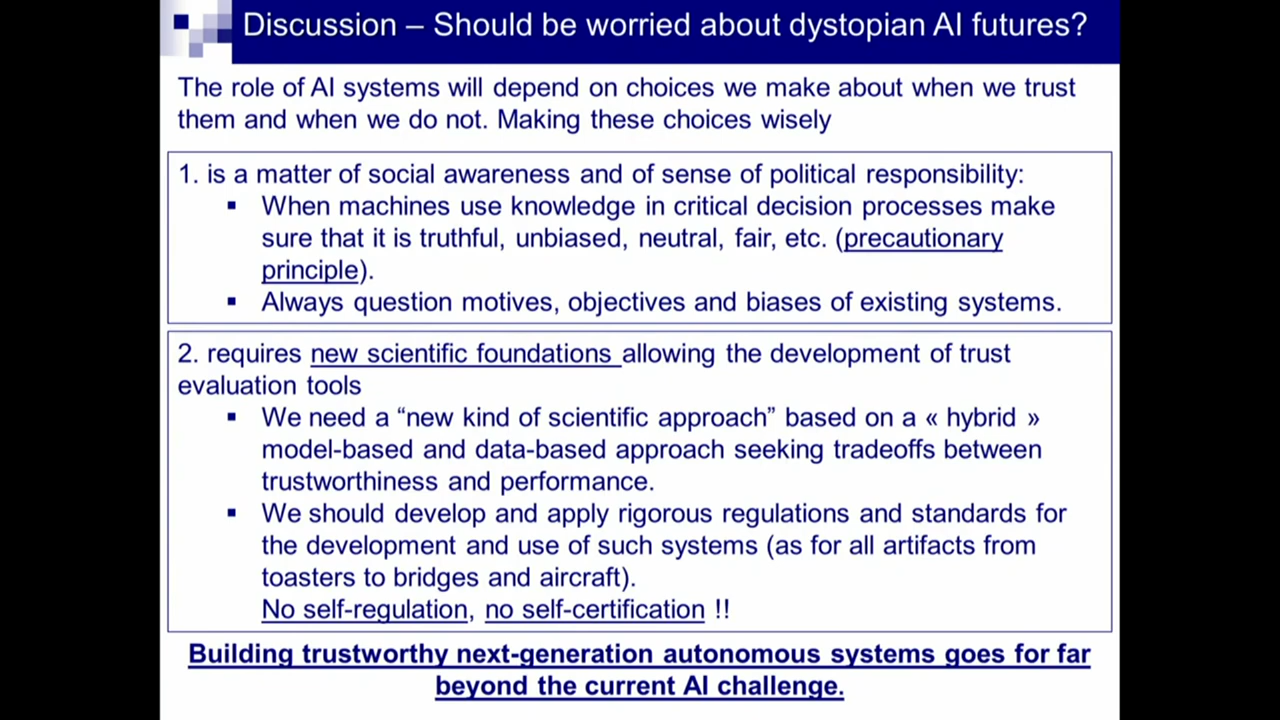 Discussion – Should be worried about dystopian AI futures?
The role of AI systems will depend on choices we make about when we trust
them and when we do not. Making these choices wisely
1. is a matter of social awareness and of sense of political responsibility:
▪ When machines use knowledge in critical decision processes make
sure that it is truthful, unbiased, neutral, fair, etc. (precautionary
principle).
▪ Always question motives, objectives and biases of existing systems.
2. requires new scientific foundations allowing the development of trust
evaluation tools
▪ We need a “new kind of scientific approach” based on a « hybrid »
model-based and data-based approach seeking tradeoffs between
trustworthiness and performance.
▪ We should develop and apply rigorous regulations and standards for
the development and use of such systems (as for all artifacts from
toasters to bridges and aircraft).
No self-regulation, no self-certification !!
Building trustworthy next-generation autonomous systems goes for far
beyond the current AI challenge.